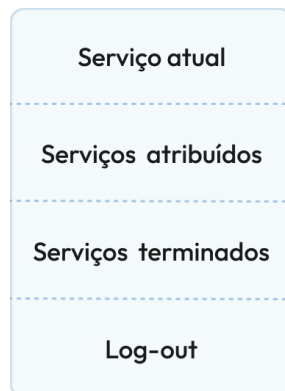 Serviço atual
Serviços atribuídos
Serviços terminados
Log-out